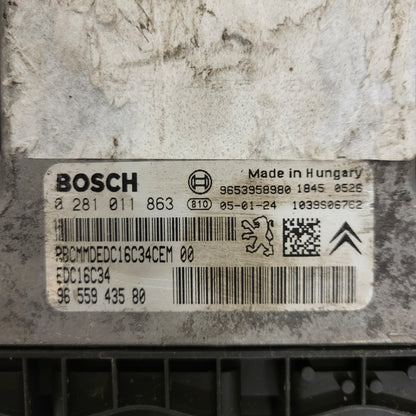 BOSCH
Made in Hungary
9653958980 1845 0526
0 281 011 863 810 05-01-24 1039S06762
RBCMMDEDC16C34CEM 00
EDC16C34
96 559 435 80